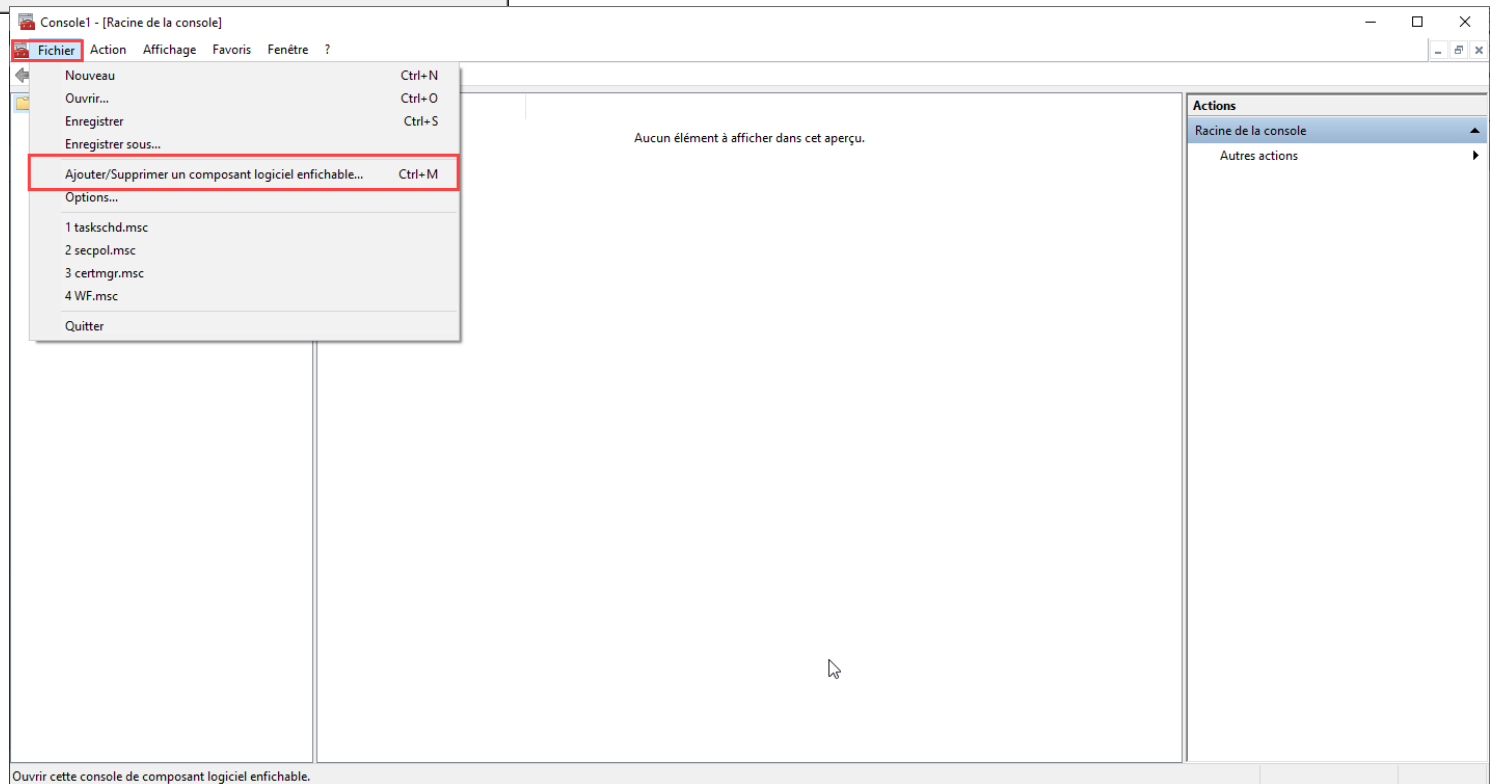 Console1 - [Racine de la console]
Fichier Action Affichage Favoris Fenêtre ?
Nouveau Ctrl+N
Ouvrir... Ctrl+O
Enregistrer Ctrl+S
Enregistrer sous...
Ajouter/Supprimer un composant logiciel enfichable... Ctrl+M
Options...
1 taskschd.msc
2 secpol.msc
3 certmgr.msc
4 WF.msc
Quitter
Aucun élément à afficher dans cet aperçu.
Actions
Racine de la console
Autres actions
Ouvrir cette console de composant logiciel enfichable.